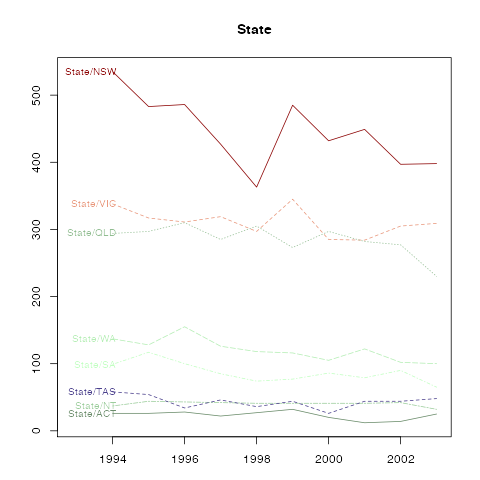 State
500
400
300
200
100
0
State/NSW
State/VIC
State/QLD
State/WA
State/SA
State/TAS
State/NT
State/ACT
1994 1996 1998 2000 2002